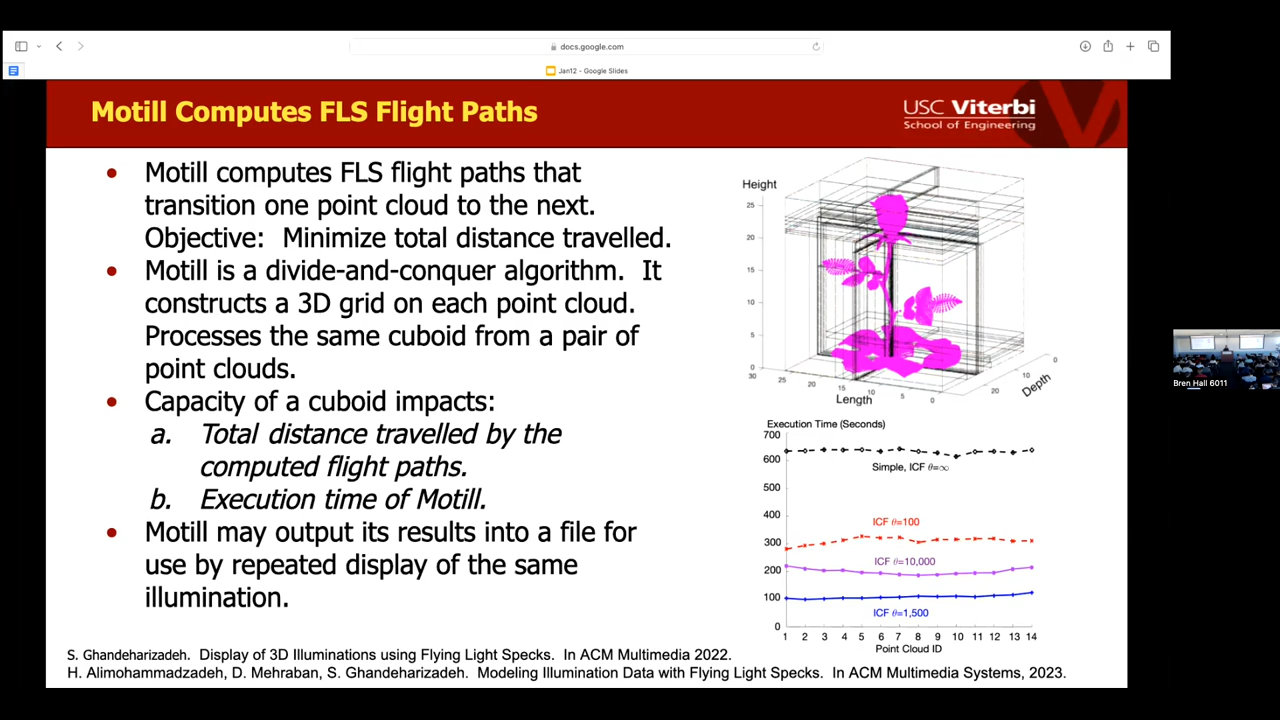 docs.google.com
Jan12 - Google Slides
Motill Computes FLS Flight Paths
USC Viterbi
School of Engineering
• Motill computes FLS flight paths that
transition one point cloud to the next.
Objective: Minimize total distance travelled.
• Motill is a divide-and-conquer algorithm. It
constructs a 3D grid on each point cloud.
Processes the same cuboid from a pair of
point clouds.
• Capacity of a cuboid impacts:
a. Total distance travelled by the
computed flight paths.
b. Execution time of Motill.
• Motill may output its results into a file for
use by repeated display of the same
illumination.
Height
25
20
15
10
5
0
30
25
20
15
10
5
0
Length
20
10
0
Depth
Execution Time (Seconds)
700
600
Simple, ICF θ=∞
500
400
ICF θ=100
300
ICF θ=10,000
200
100
ICF θ=1,500
0
1 2 3 4 5 6 7 8 9 10 11 12 13 14
Point Cloud ID
Bren Hall 6011
S. Ghandeharizadeh. Display of 3D Illuminations using Flying Light Specks. In ACM Multimedia 2022.
H. Alimohammadzadeh, D. Mehraban, S. Ghandeharizadeh. Modeling Illumination Data with Flying Light Specks. In ACM Multimedia Systems, 2023.